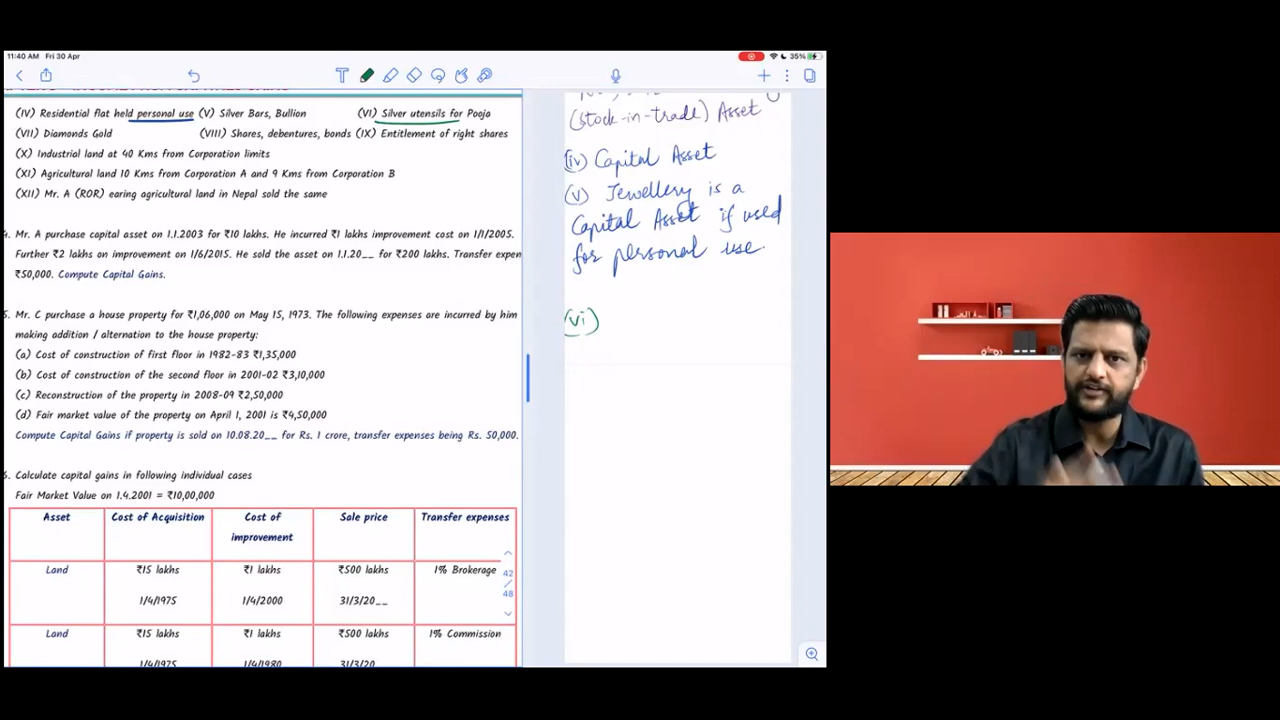 11:40 AM Fri 30 Apr
35%
(IV) Residential flat held personal use (V) Silver Bars, Bullion (VI) Silver utensils for Pooja
(VII) Diamonds Gold (VIII) Shares, debentures, bonds (IX) Entitlement of right shares
(X) Industrial land at 40 Kms from Corporation limits
(XI) Agricultural land 10 Kms from Corporation A and 9 Kms from Corporation B
(XII) Mr. A (ROR) earing agricultural land in Nepal sold the same
4. Mr. A purchase capital asset on 1.1.2003 for ₹10 lakhs. He incurred ₹1 lakhs improvement cost on 1/1/2005.
Further ₹2 lakhs on improvement on 1/6/2015. He sold the asset on 1.1.20__ for ₹200 lakhs. Transfer expen
₹50,000. Compute Capital Gains.
5. Mr. C purchase a house property for ₹1,06,000 on May 15, 1973. The following expenses are incurred by him
making addition / alternation to the house property:
(a) Cost of construction of first floor in 1982-83 ₹1,35,000
(b) Cost of construction of the second floor in 2001-02 ₹3,10,000
(c) Reconstruction of the property in 2008-09 ₹2,50,000
(d) Fair market value of the property on April 1, 2001 is ₹4,50,000
Compute Capital Gains if property is sold on 10.08.20__ for Rs. 1 crore, transfer expenses being Rs. 50,000.
6. Calculate capital gains in following individual cases
Fair Market Value on 1.4.2001 = ₹10,00,000
Asset Cost of Acquisition Cost of improvement Sale price Transfer expenses
Land ₹15 lakhs ₹1 lakhs ₹500 lakhs 1% Brokerage
1/4/1975 1/4/2000 31/3/20__
Land ₹15 lakhs ₹1 lakhs ₹500 lakhs 1% Commission
1/4/1975 1/4/1980 31/3/20
42
/
48
(stock-in-trade) Asset
(iv) Capital Asset
(v) Jewellery is a
Capital Asset if used
for personal use.
(vi)